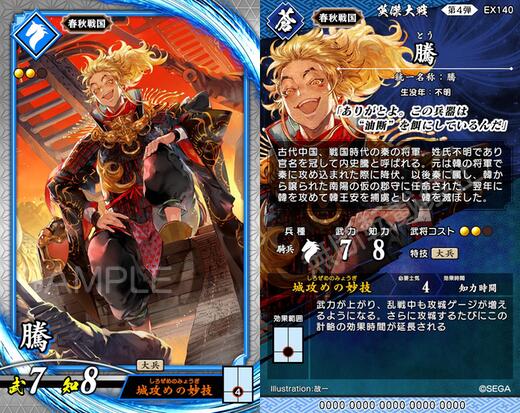 春秋戦国
SAMPLE
騰
大兵
武7 知8
しろぜめのみょうぎ
城攻めの妙技
4
蒼
春秋戦国
英傑大戦
第4弾
EX140
とう
騰
統一名称:騰
生没年:不明
「ありがとよ。この兵器は
“油断”を餌にしているんだ」
古代中国、戦国時代の秦の将軍。姓氏不明であり
官名を冠して内史騰と呼ばれる。元は韓の将軍で
秦に攻め込まれた際に降伏。以後秦に属し、韓か
ら譲られた南陽の仮の郡守に任命された。翌年に
韓を攻めて韓王安を捕虜とし、韓を滅ぼした。
兵種 武力 知力 武将コスト
騎兵 7 8 特技 大兵
しろぜめのみょうぎ 必要士気 効果時間
城攻めの妙技 4 知力時間
効果範囲
武力が上がり、乱戦中も攻城ゲージが増え
るようになる。さらに攻城するたびにこの
計略の効果時間が延長される
Illustration:故一
©SEGA
0000 0000 0000 0000 0000